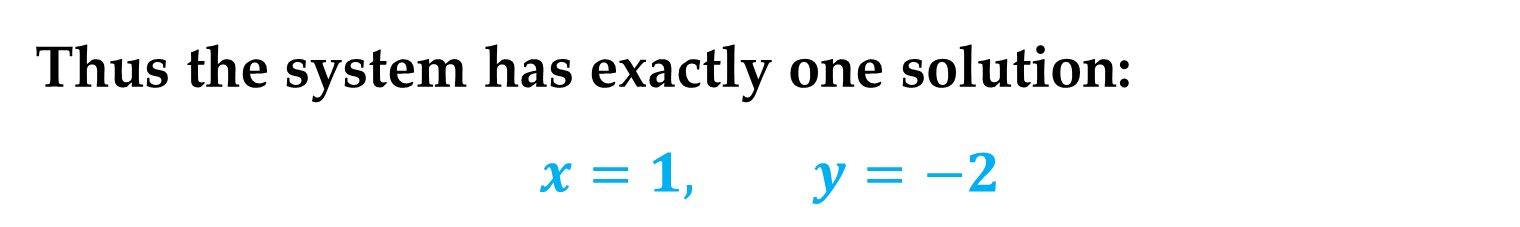 Thus the system has exactly one solution:
x = 1, y = −2